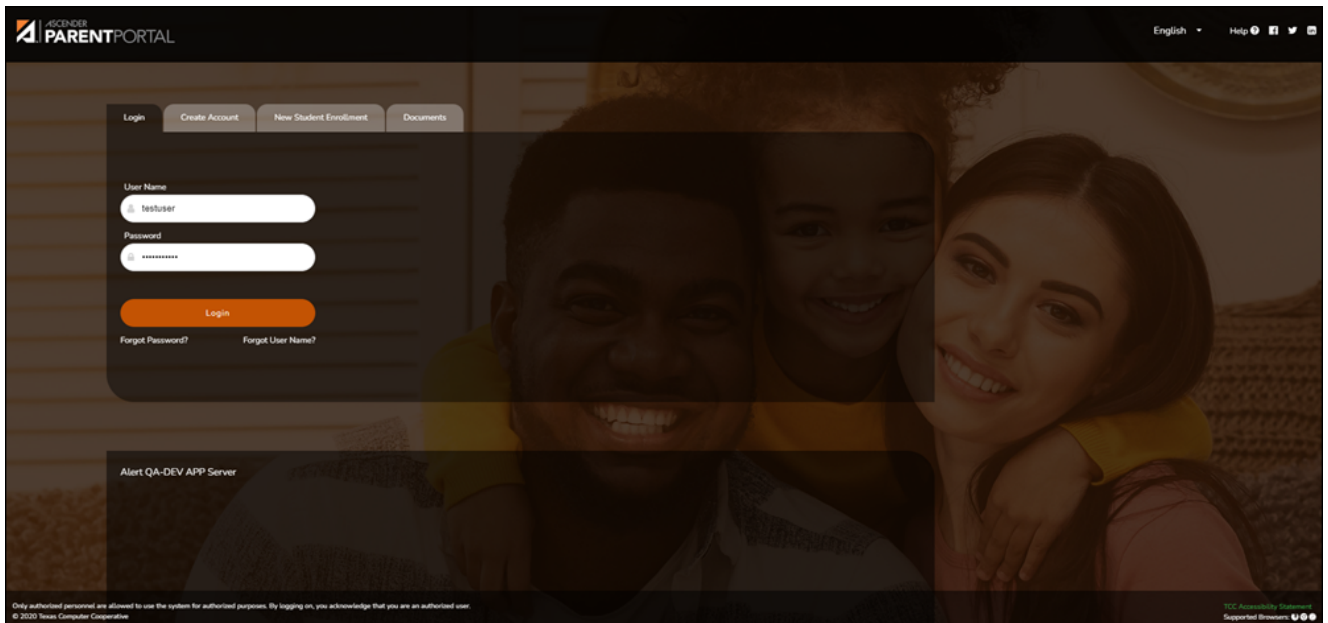 ASCENDER
PARENTPORTAL
English
Help
Login
Create Account
New Student Enrollment
Documents
User Name
testuser
Password
•••••••••••
Login
Forgot Password?
Forgot User Name?
Alert QA-DEV APP Server
Only authorized personnel are allowed to use the system for authorized purposes. By logging on, you acknowledge that you are an authorized user.
© 2020 Texas Computer Cooperative
TCC Accessibility Statement
Supported Browsers: